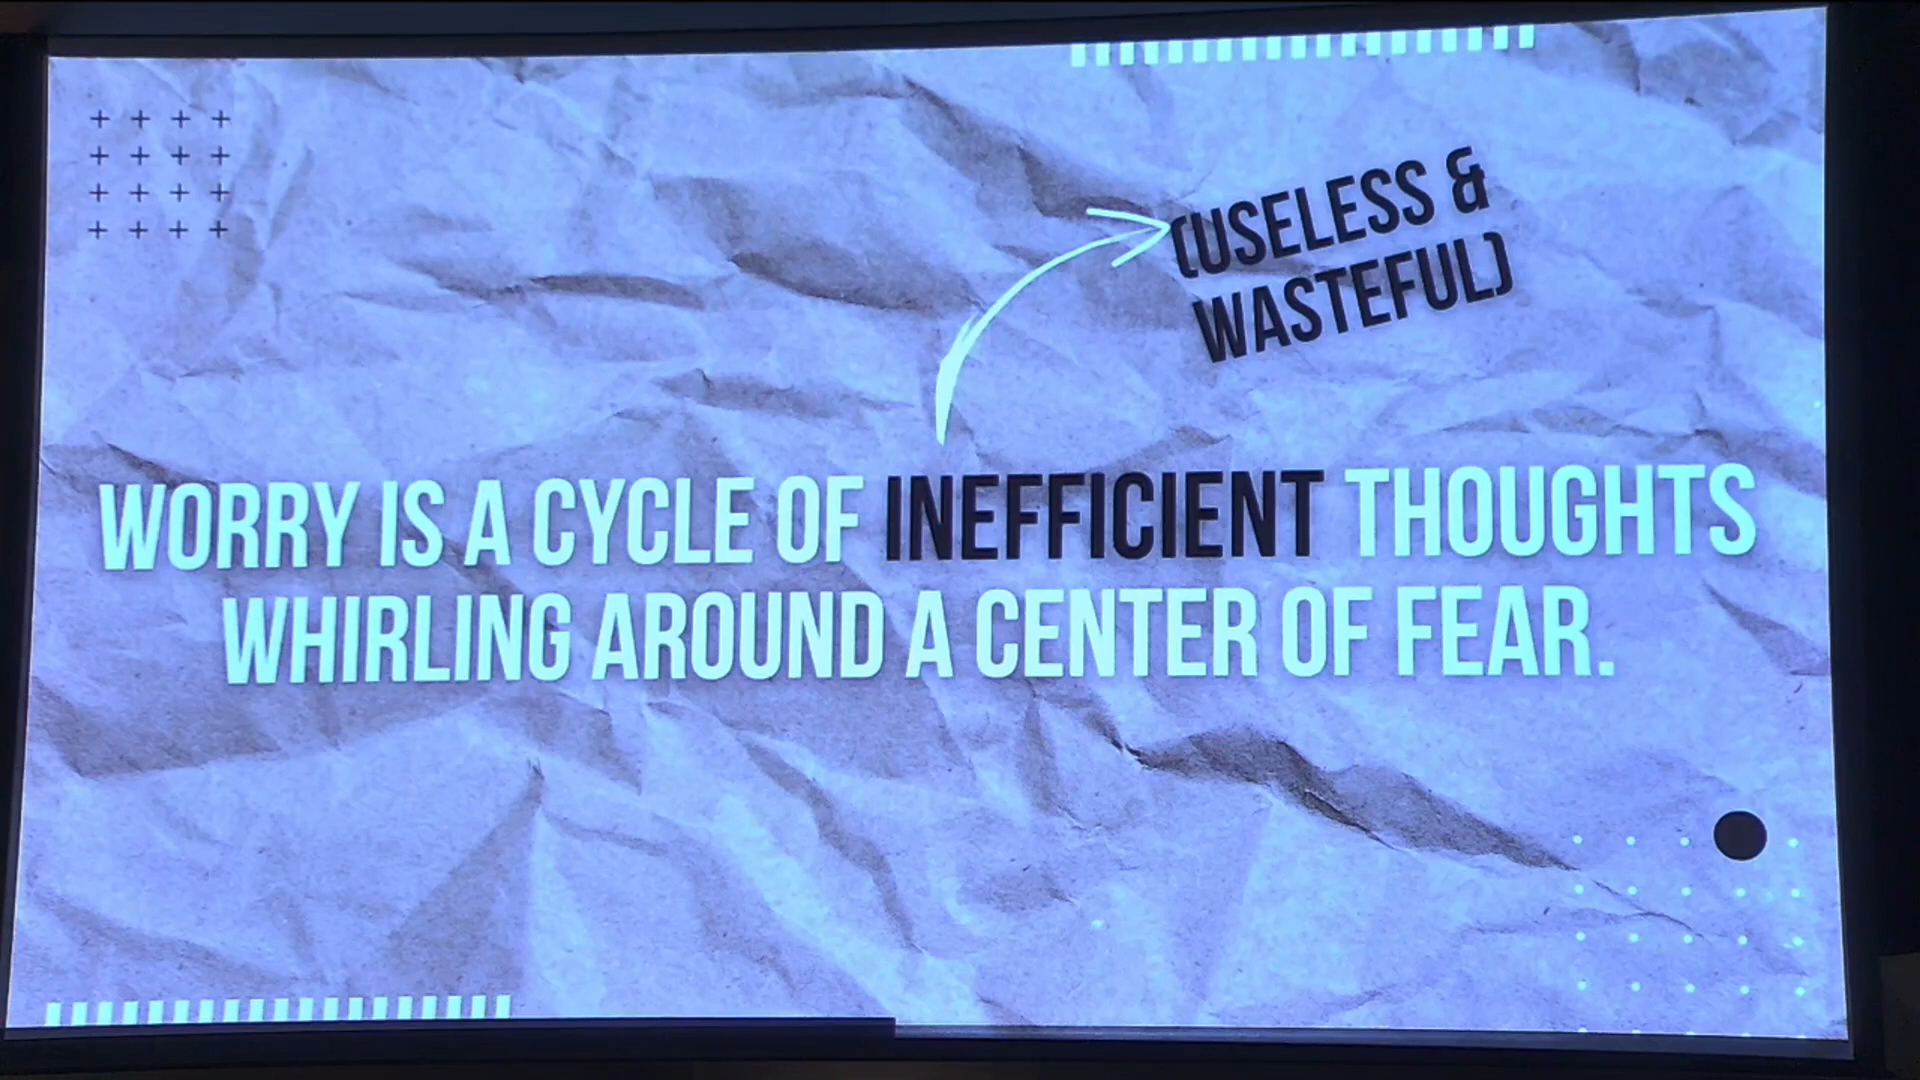 (USELESS &
WASTEFUL)
WORRY IS A CYCLE OF INEFFICIENT THOUGHTS
WHIRLING AROUND A CENTER OF FEAR.